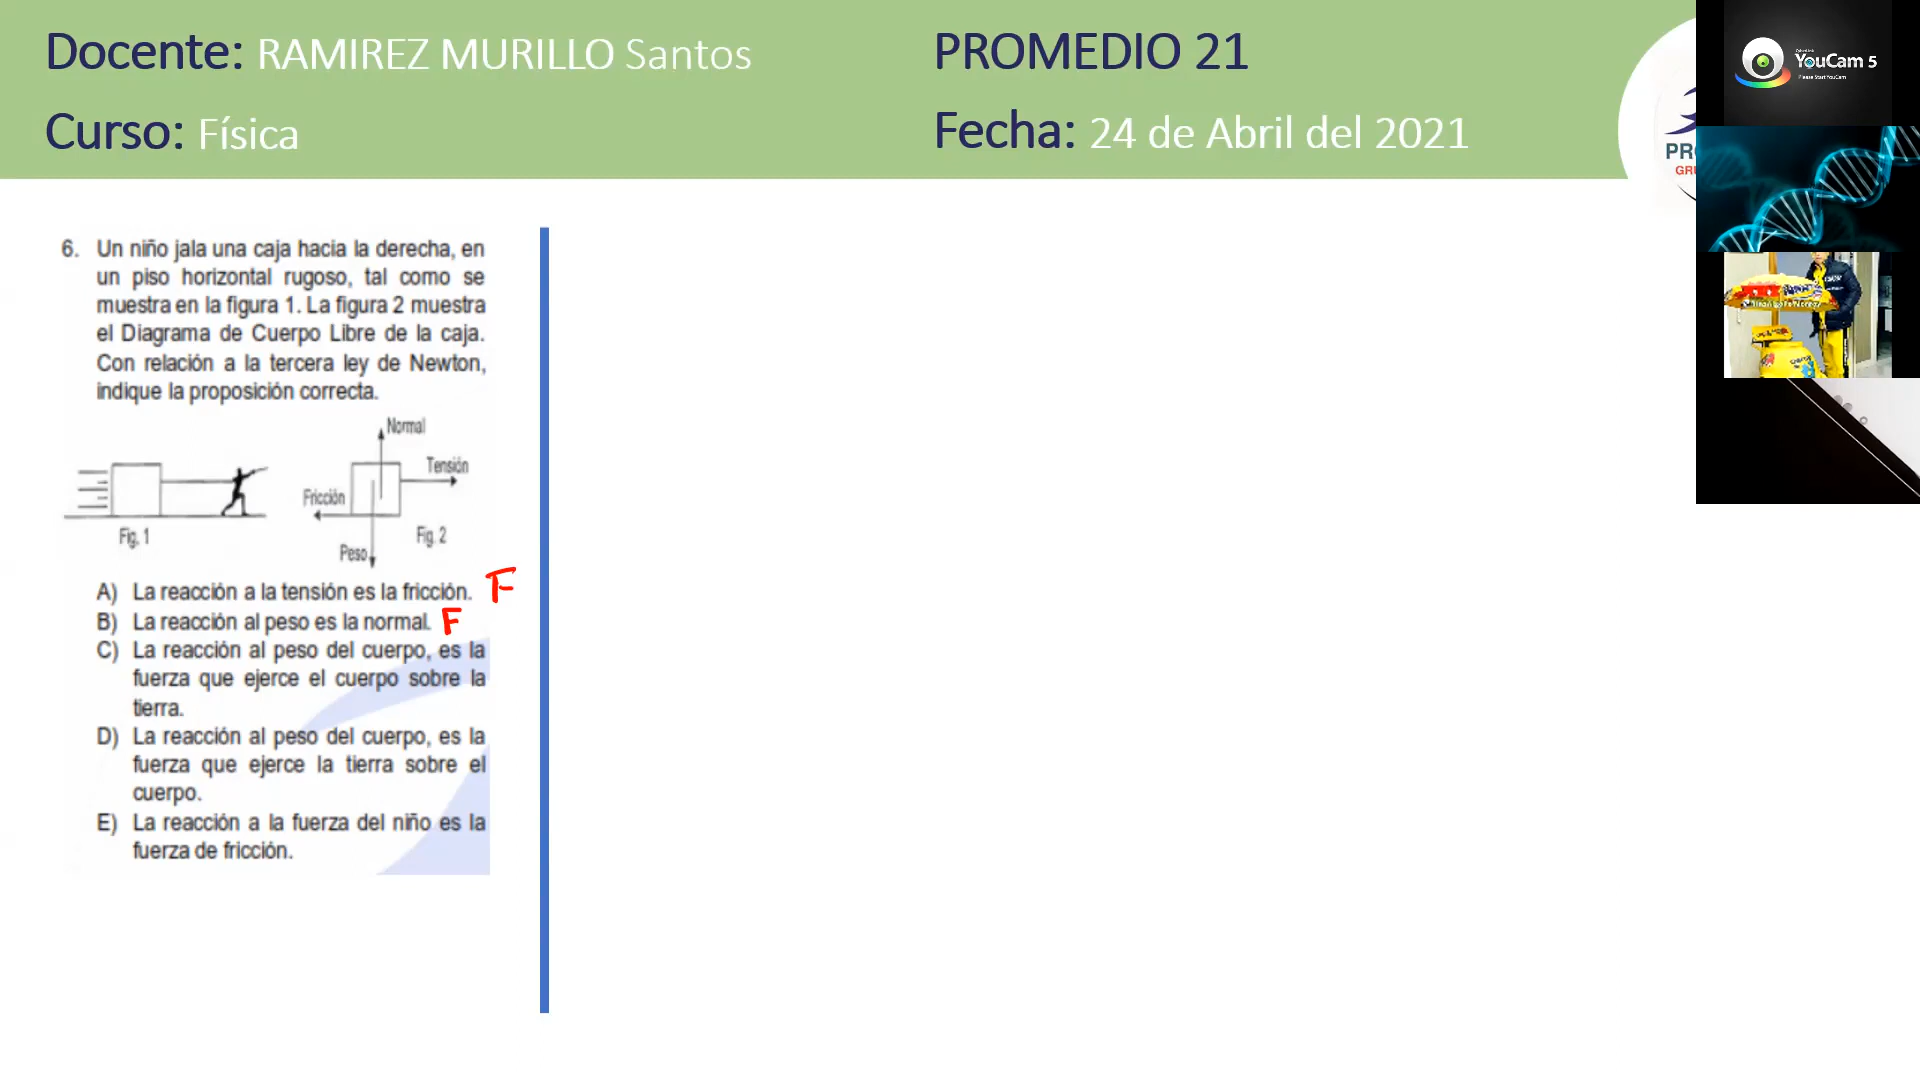 Docente: RAMIREZ MURILLO Santos
PROMEDIO 21
Curso: Física
Fecha: 24 de Abril del 2021
YouCam 5
Please Start YouCam
6. Un niño jala una caja hacia la derecha, en
un piso horizontal rugoso, tal como se
muestra en la figura 1. La figura 2 muestra
el Diagrama de Cuerpo Libre de la caja.
Con relación a la tercera ley de Newton,
indique la proposición correcta.
Normal
Tensión
Fricción
Fig. 1
Fig. 2
Peso
A) La reacción a la tensión es la fricción. F
B) La reacción al peso es la normal. F
C) La reacción al peso del cuerpo, es la
fuerza que ejerce el cuerpo sobre la
tierra.
D) La reacción al peso del cuerpo, es la
fuerza que ejerce la tierra sobre el
cuerpo.
E) La reacción a la fuerza del niño es la
fuerza de fricción.